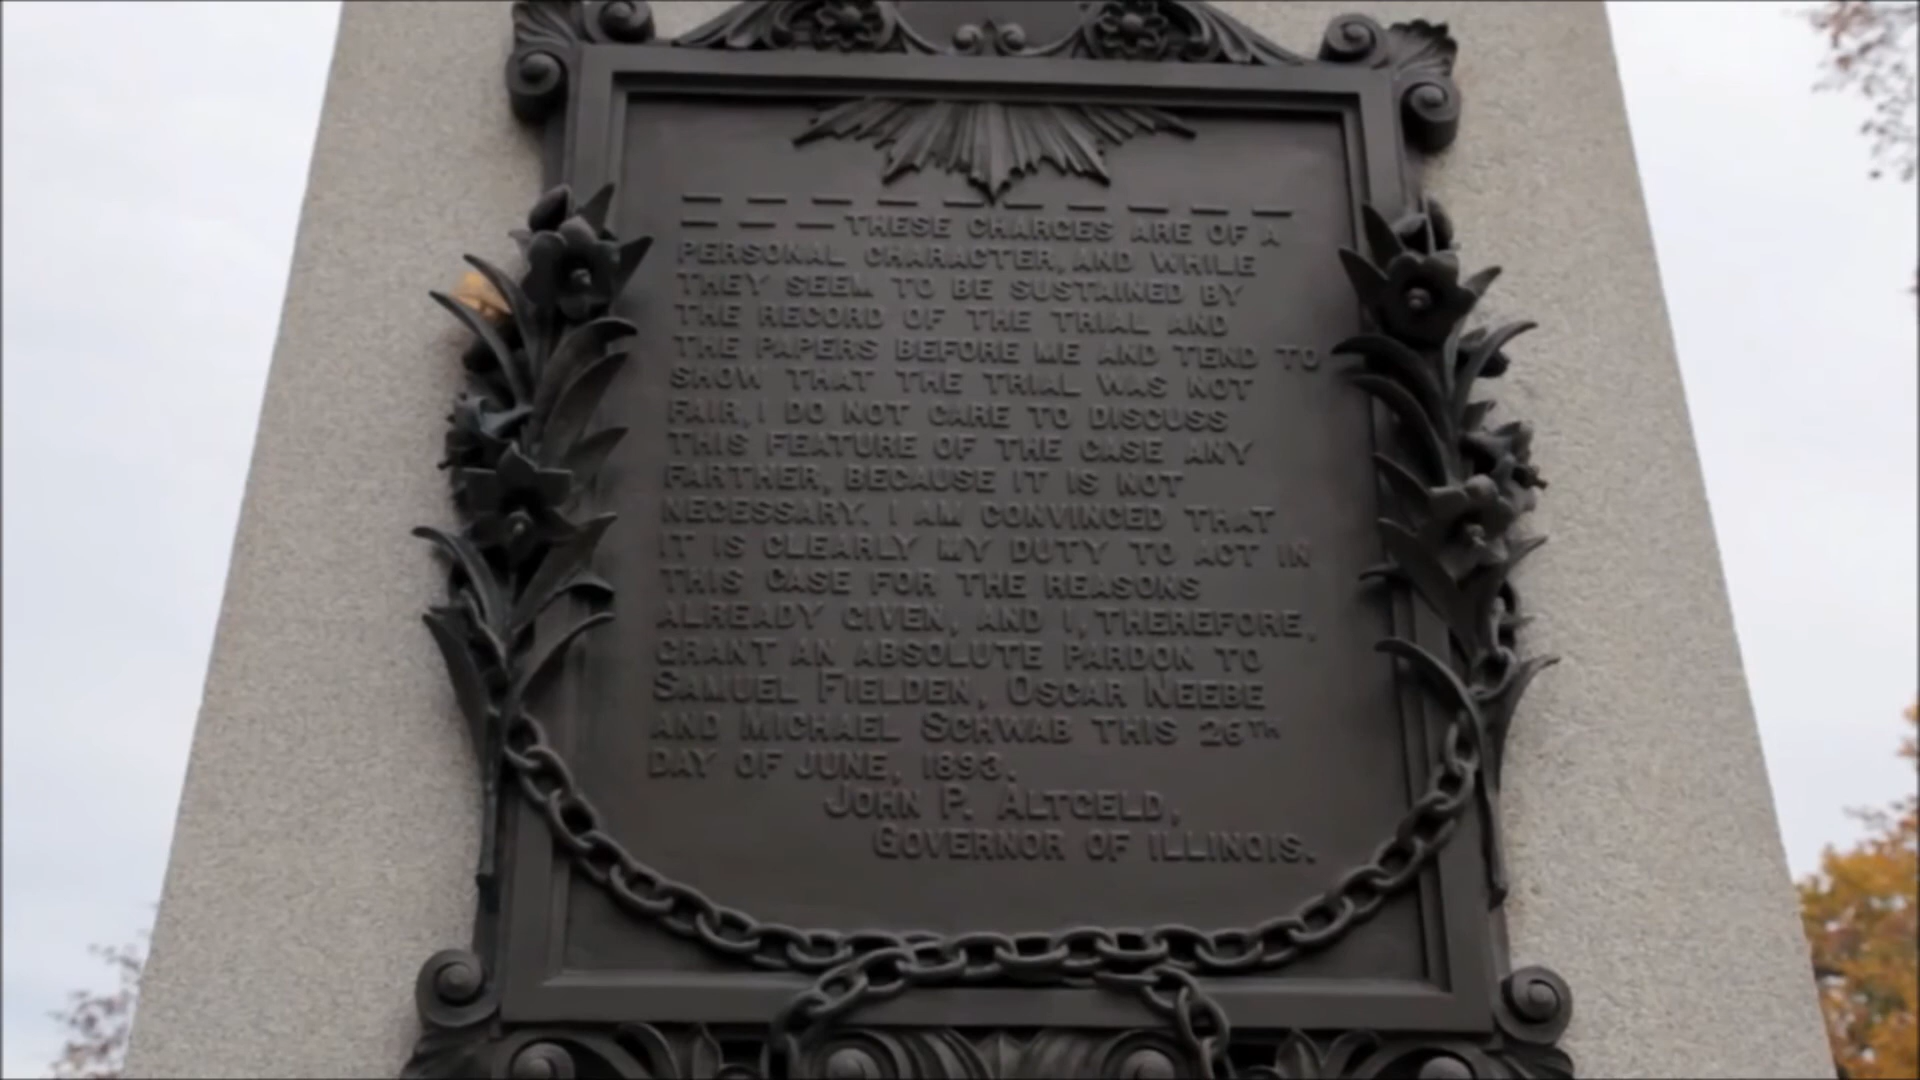 — — — — — — — — — —
— — — THESE CHARGES ARE OF A
PERSONAL CHARACTER, AND WHILE
THEY SEEM TO BE SUSTAINED BY
THE RECORD OF THE TRIAL AND
THE PAPERS BEFORE ME AND TEND TO
SHOW THAT THE TRIAL WAS NOT
FAIR, I DO NOT CARE TO DISCUSS
THIS FEATURE OF THE CASE ANY
FARTHER, BECAUSE IT IS NOT
NECESSARY. I AM CONVINCED THAT
IT IS CLEARLY MY DUTY TO ACT IN
THIS CASE FOR THE REASONS
ALREADY GIVEN, AND I, THEREFORE,
GRANT AN ABSOLUTE PARDON TO
SAMUEL FIELDEN, OSCAR NEEBE
AND MICHAEL SCHWAB THIS 26TH
DAY OF JUNE, 1893.
JOHN P. ALTGELD,
GOVERNOR OF ILLINOIS.